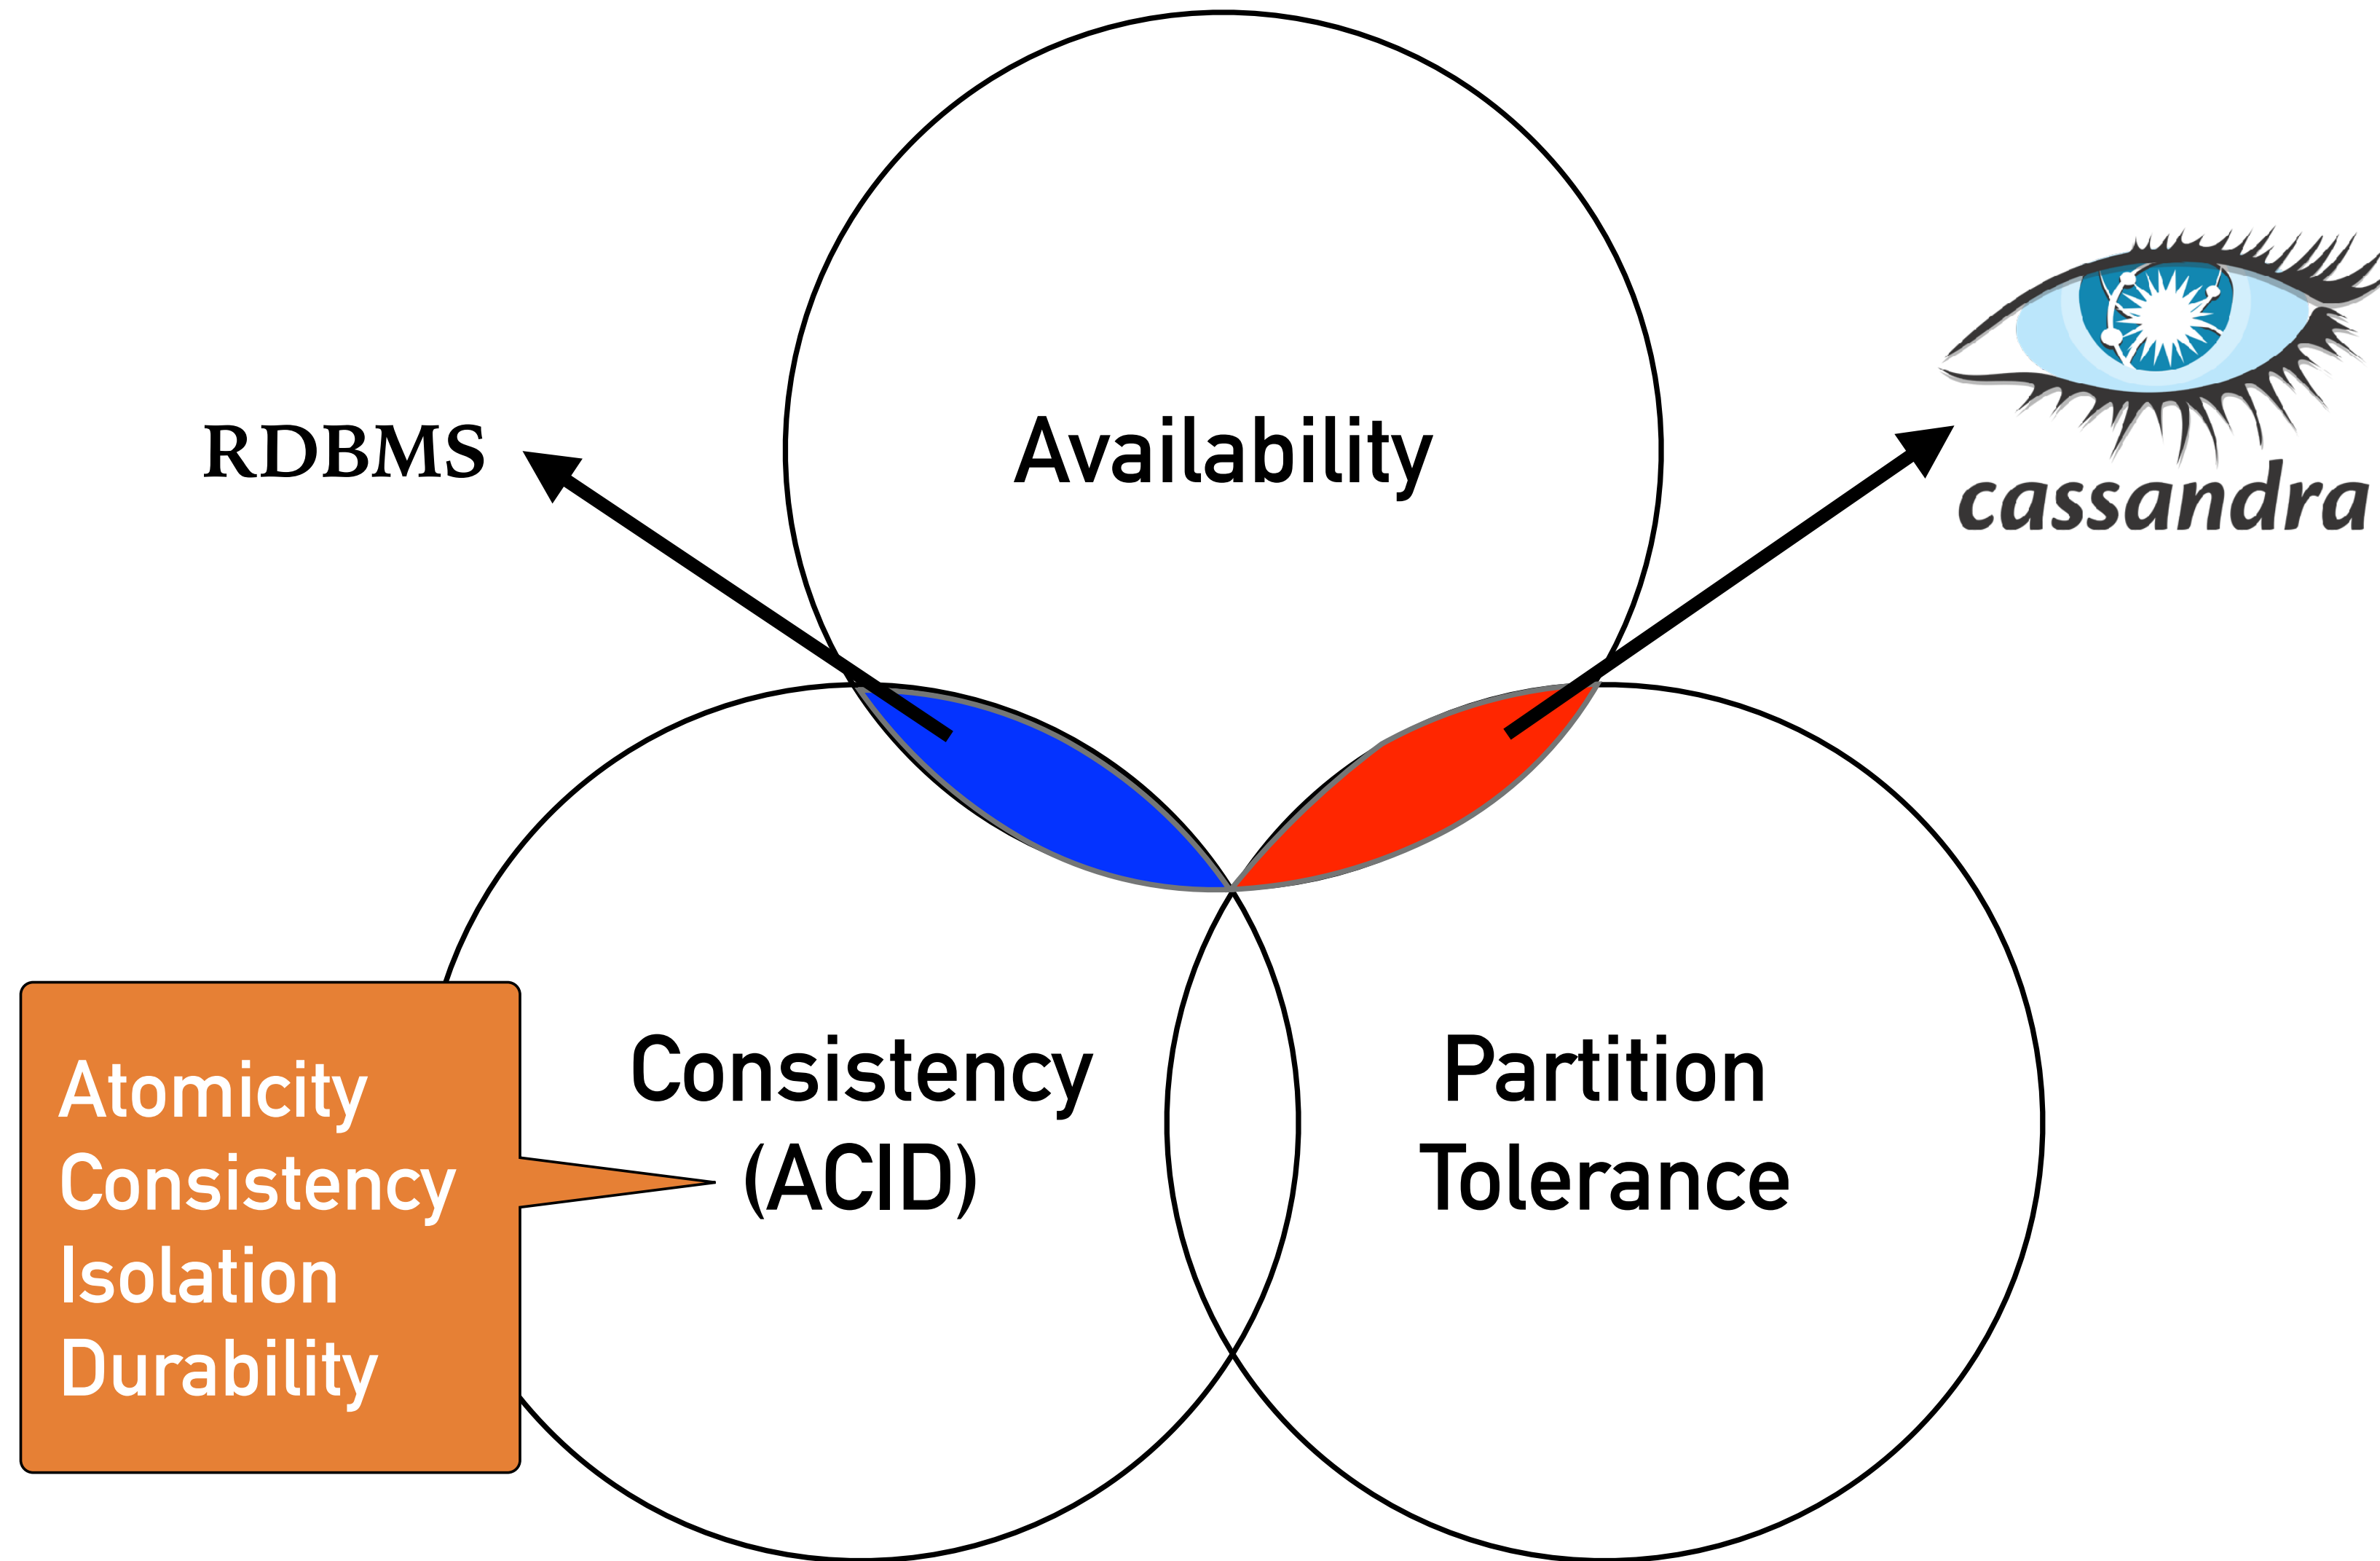 Availability
RDBMS
cassandra
Consistency
(ACID)
Partition
Tolerance
Atomicity
Consistency
Isolation
Durability